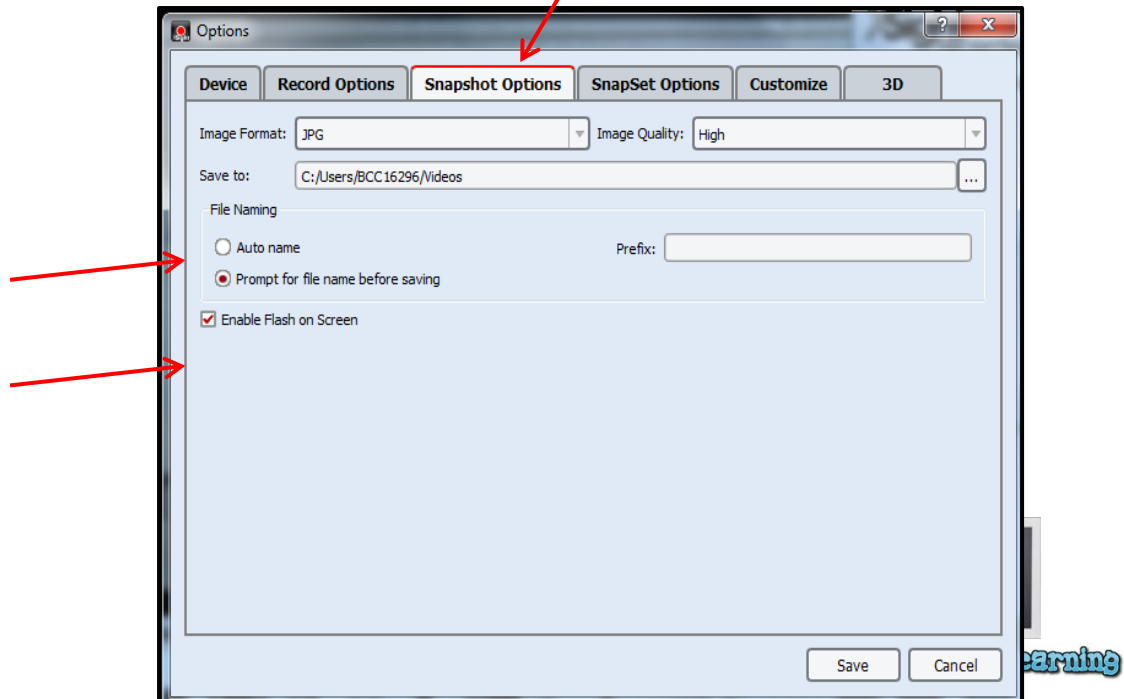 Options
? X
Device Record Options Snapshot Options SnapSet Options Customize 3D
Image Format: JPG Image Quality: High
Save to: C:/Users/BCC16296/Videos ...
File Naming
Auto name Prefix:
Prompt for file name before saving
Enable Flash on Screen
Save Cancel